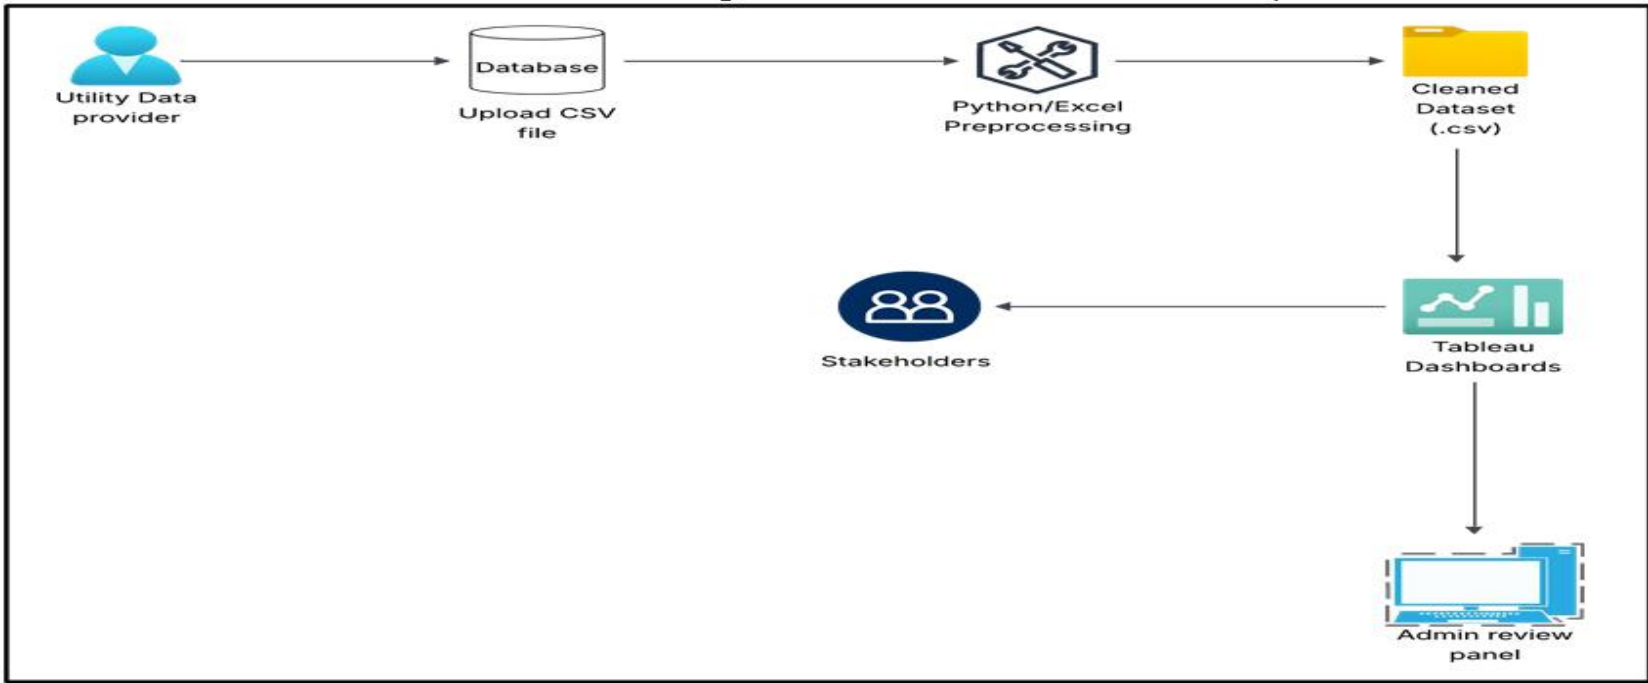 Utility Data
provider
Database
Upload CSV
file
Python/Excel
Preprocessing
Cleaned
Dataset
(.csv)
Stakeholders
Tableau
Dashboards
Admin review
panel